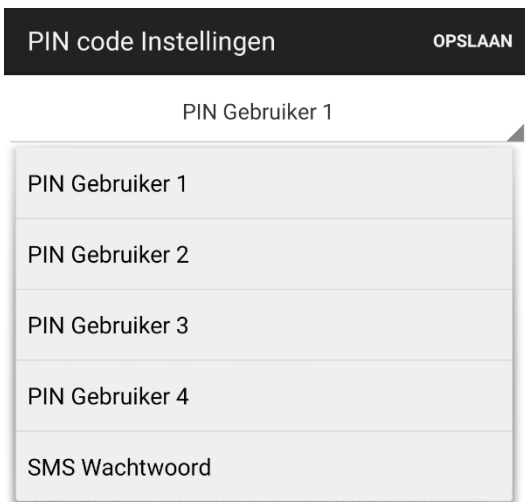 PIN code Instellingen OPSLAAN
PIN Gebruiker 1
PIN Gebruiker 1
PIN Gebruiker 2
PIN Gebruiker 3
PIN Gebruiker 4
SMS Wachtwoord